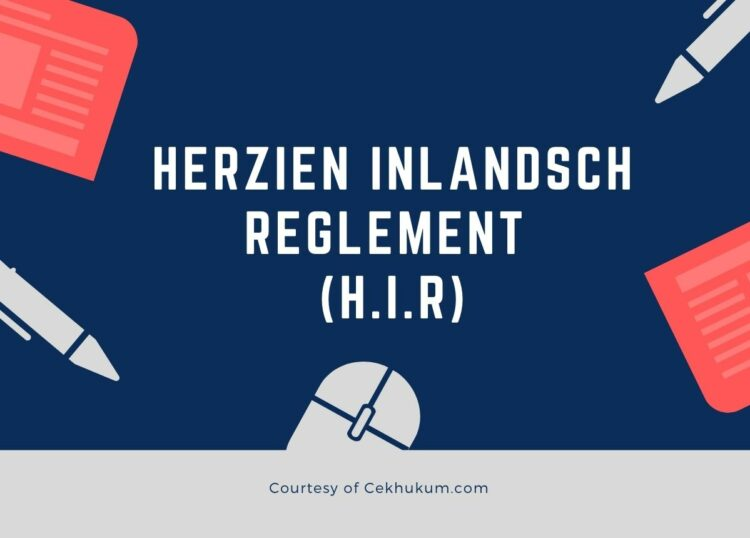 HERZIEN INLANDSCH
REGLEMENT
(H.I.R)
Courtesy of Cekhukum.com